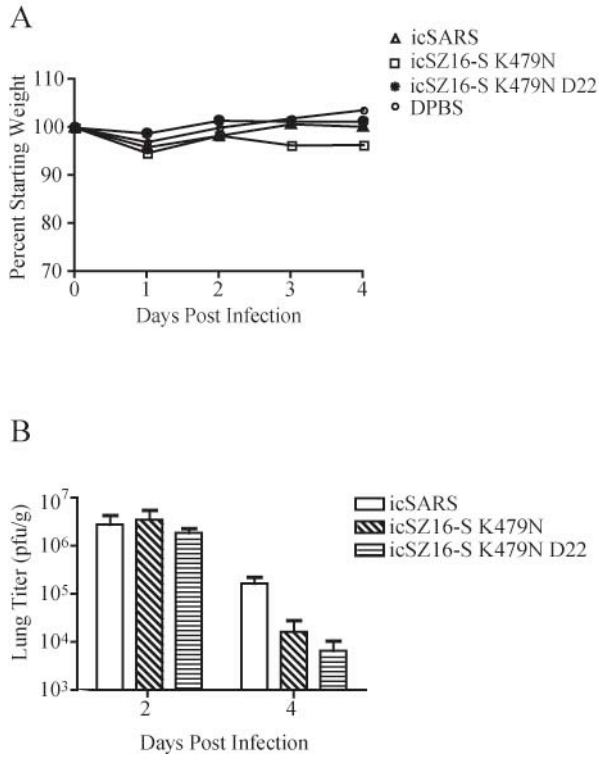 A
icSARS
icSZ16-S K479N
icSZ16-S K479N D22
DPBS
110
100
90
80
70
Percent Starting Weight
0 1 2 3 4
Days Post Infection
B
icSARS
icSZ16-S K479N
icSZ16-S K479N D22
10⁷
10⁶
10⁵
10⁴
10³
Lung Titer (pfu/g)
2 4
Days Post Infection